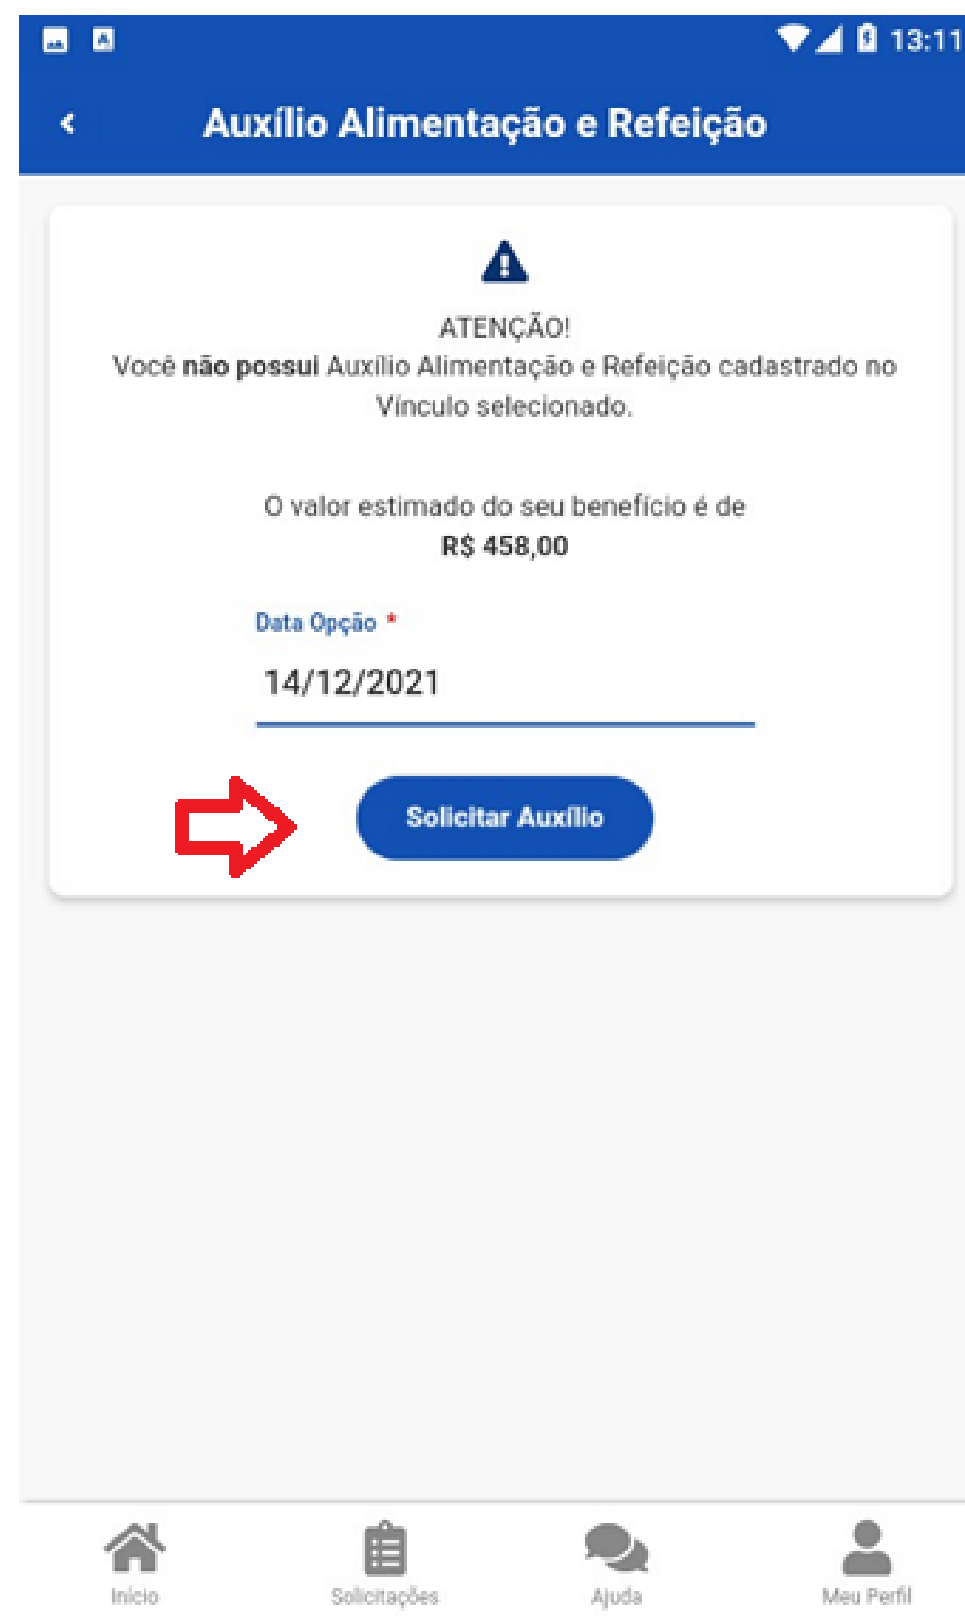 13:11
Auxílio Alimentação e Refeição
ATENÇÃO!
Você não possui Auxílio Alimentação e Refeição cadastrado no
Vínculo selecionado.
O valor estimado do seu benefício é de
R$ 458,00
Data Opção *
14/12/2021
Solicitar Auxílio
Início
Solicitações
Ajuda
Meu Perfil